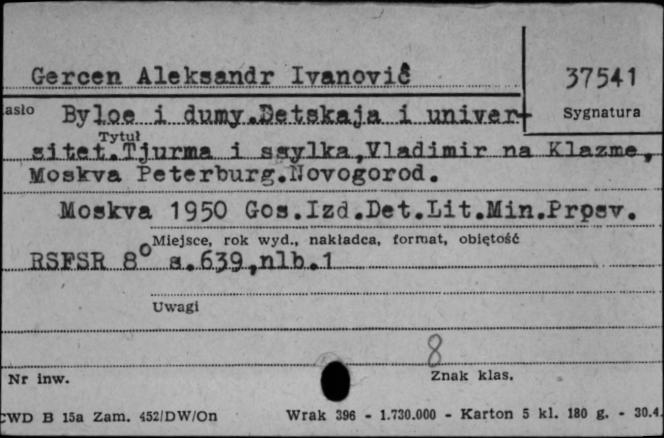 Gercen Aleksandr Ivanovič
37541
asło
Byloe i dumy.Detskaja i univer-
Sygnatura
Tytuł
sitet.Tjurma i ssylka,Vladimir na Klazme,
Moskva Peterburg.Novogorod.
Moskva 1950 Gos.Izd.Det.Lit.Min.Prosv.
Miejsce, rok wyd., nakładca, format, objętość
RSFSR 8° s.639,nlb.1
Uwagi
8
Nr inw.
Znak klas.
CWD B 15a Zam. 452/DW/On Wrak 396 - 1.730.000 - Karton 5 kl. 180 g. - 30.4.